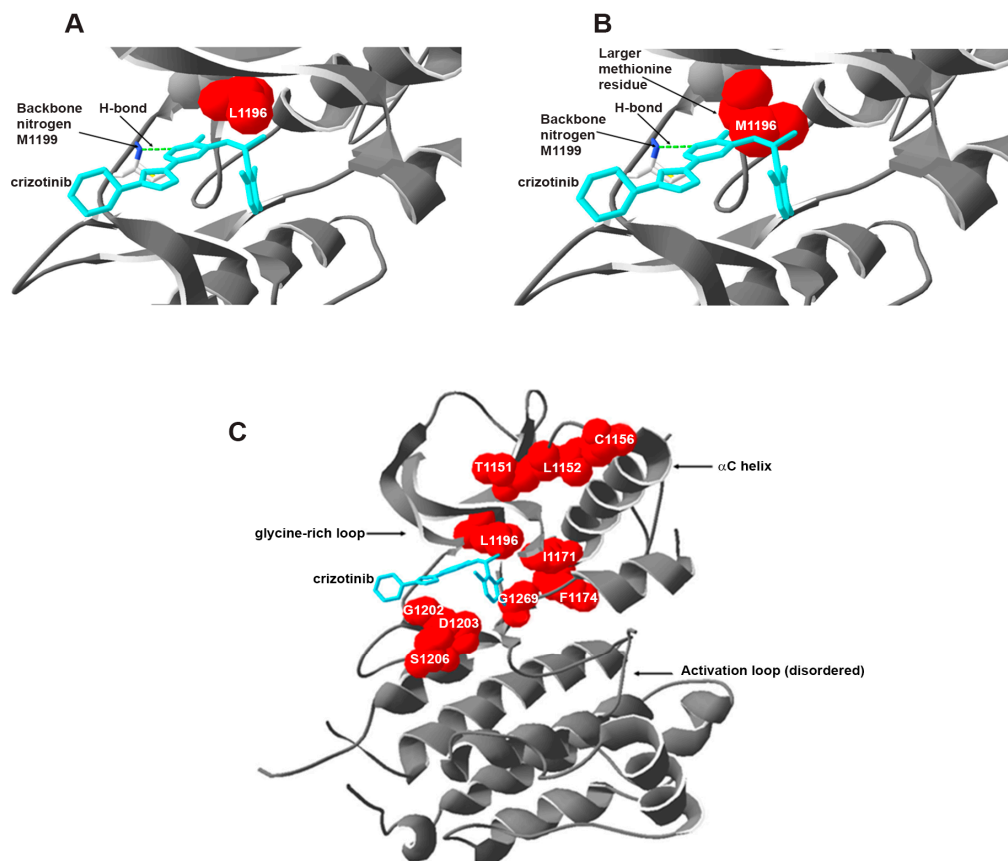 A
Backbone
nitrogen
M1199
H-bond
L1196
crizotinib
B
Larger
methionine
residue
H-bond
Backbone
nitrogen
M1199
M1196
crizotinib
C
C1156
T1151
L1152
αC helix
glycine-rich loop
L1196
I1171
crizotinib
G1269
F1174
G1202
D1203
S1206
Activation loop (disordered)